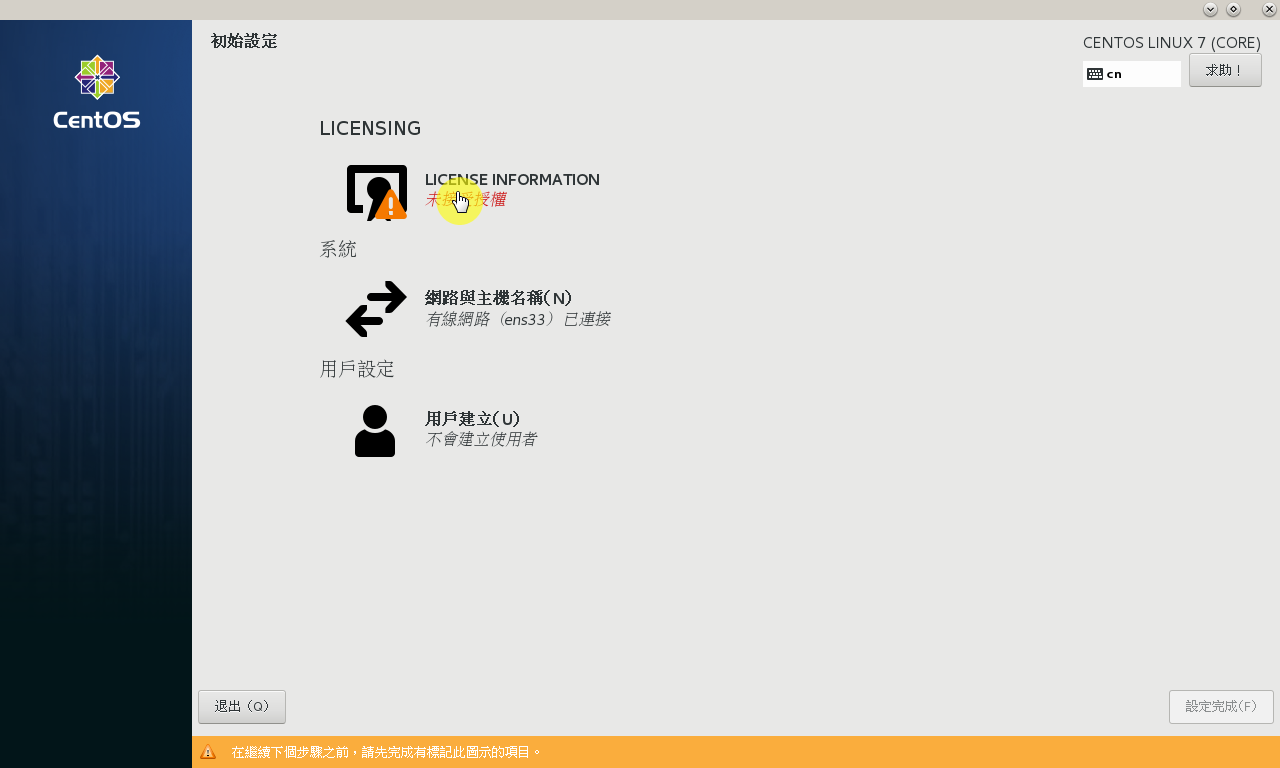 初始設定
CENTOS LINUX 7 (CORE)
cn
求助！
CentOS
LICENSING
LICENSE INFORMATION
未接受授權
系統
網路與主機名稱(N)
有線網路（ens33）已連接
用戶設定
用戶建立(U)
不會建立使用者
退出（Q）
設定完成(F)
在繼續下個步驟之前，請先完成有標記此圖示的項目。